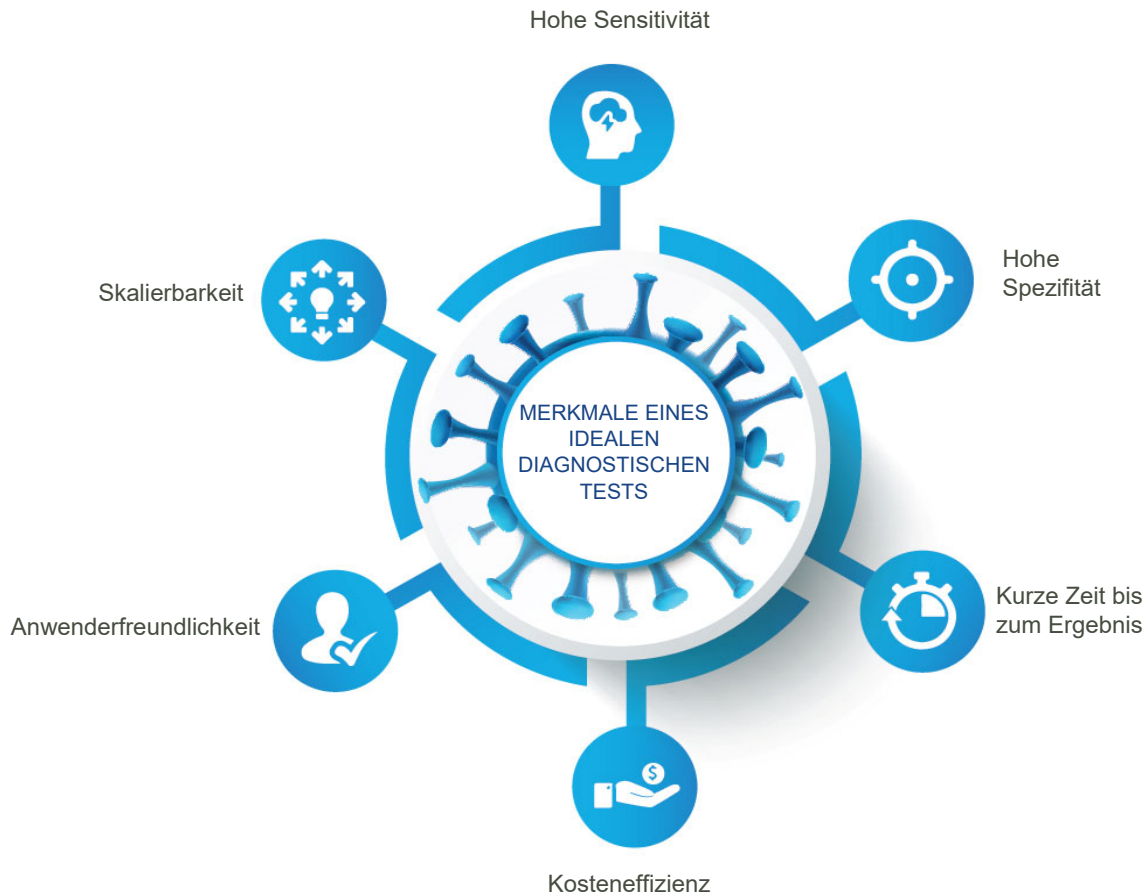 Hohe Sensitivität
Hohe
Spezifität
Skalierbarkeit
MERKMALE EINES
IDEALEN
DIAGNOSTISCHEN
TESTS
Kurze Zeit bis
zum Ergebnis
Anwenderfreundlichkeit
$
Kosteneffizienz